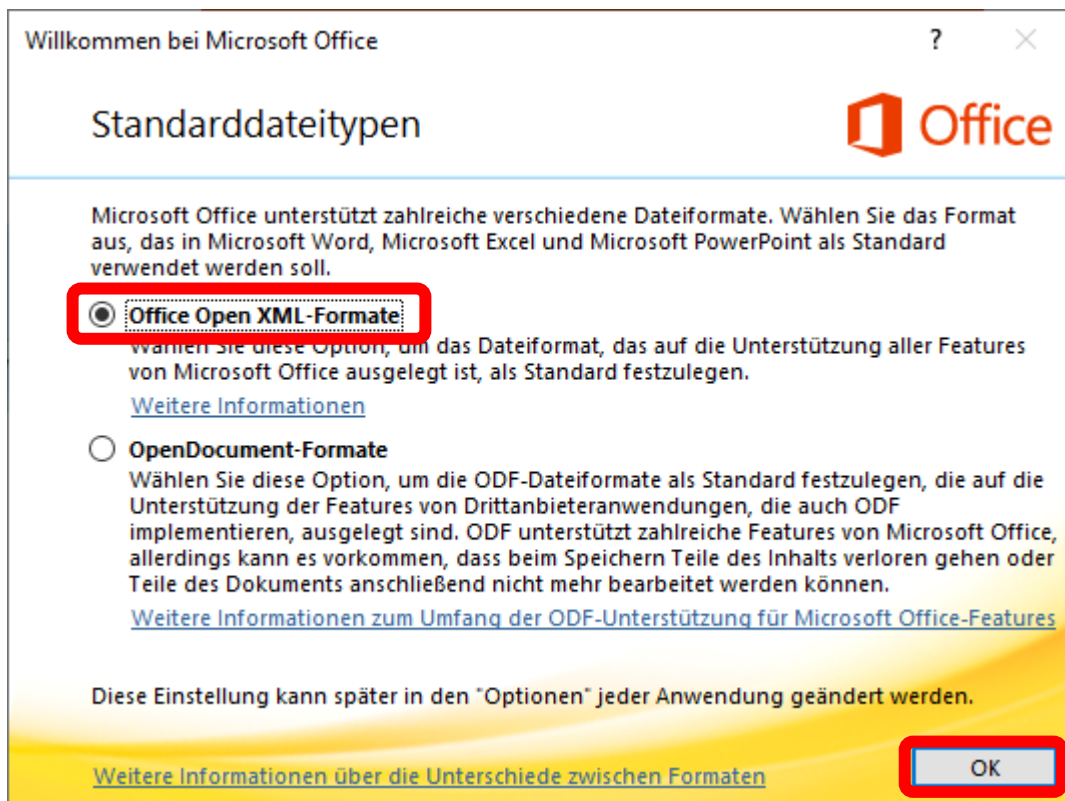 Willkommen bei Microsoft Office
?
Standarddateitypen
Office
Microsoft Office unterstützt zahlreiche verschiedene Dateiformate. Wählen Sie das Format
aus, das in Microsoft Word, Microsoft Excel und Microsoft PowerPoint als Standard
verwendet werden soll.
Office Open XML-Formate
Wählen Sie diese Option, um das Dateiformat, das auf die Unterstützung aller Features
von Microsoft Office ausgelegt ist, als Standard festzulegen.
Weitere Informationen
OpenDocument-Formate
Wählen Sie diese Option, um die ODF-Dateiformate als Standard festzulegen, die auf die
Unterstützung der Features von Drittanbieteranwendungen, die auch ODF
implementieren, ausgelegt sind. ODF unterstützt zahlreiche Features von Microsoft Office,
allerdings kann es vorkommen, dass beim Speichern Teile des Inhalts verloren gehen oder
Teile des Dokuments anschließend nicht mehr bearbeitet werden können.
Weitere Informationen zum Umfang der ODF-Unterstützung für Microsoft Office-Features
Diese Einstellung kann später in den "Optionen" jeder Anwendung geändert werden.
Weitere Informationen über die Unterschiede zwischen Formaten
OK